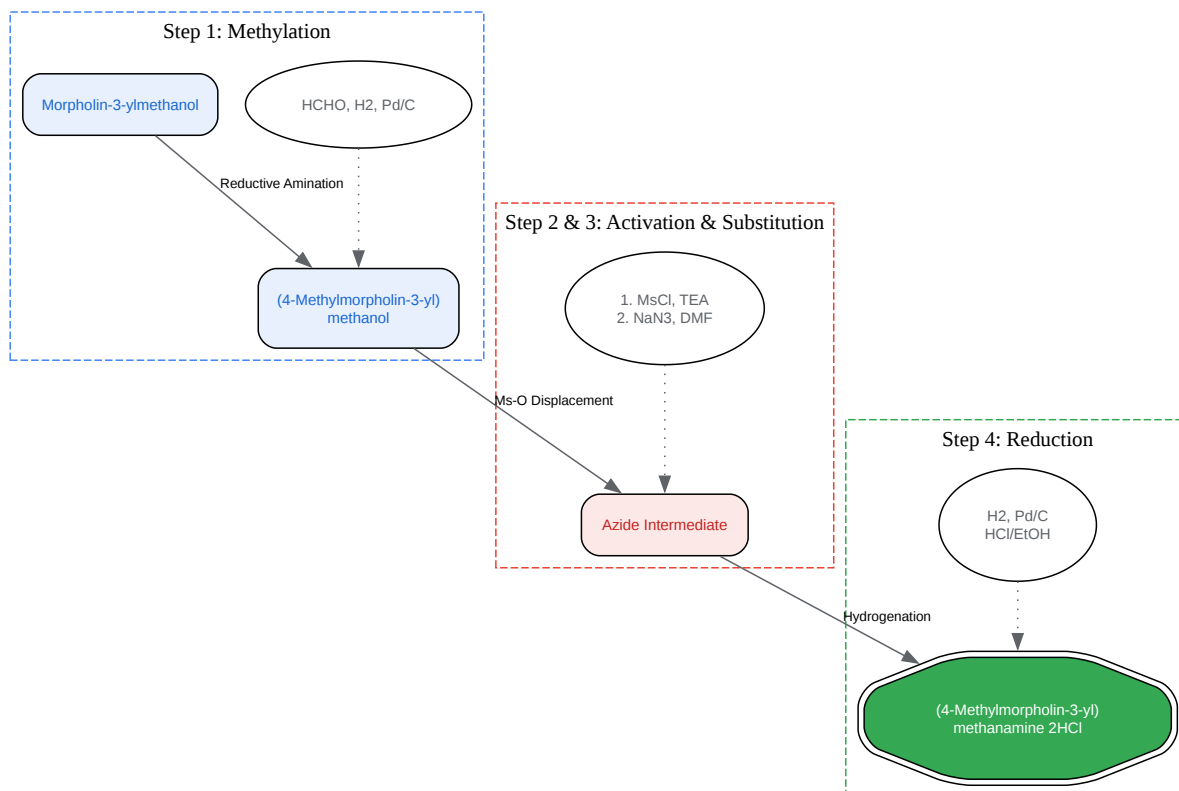 Step 1: Methylation
Morpholin-3-ylmethanol
HCHO, H2, Pd/C
Reductive Amination
(4-Methylmorpholin-3-yl)
methanol
Step 2 & 3: Activation & Substitution
1. MsCl, TEA
2. NaN3, DMF
Ms-O Displacement
Azide Intermediate
Step 4: Reduction
H2, Pd/C
HCl/EtOH
Hydrogenation
(4-Methylmorpholin-3-yl)
methanamine 2HCl